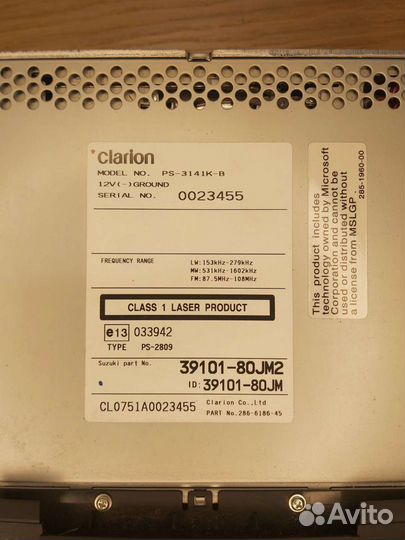 clarion
MODEL NO. PS-3141K-B
12V(-)GROUND
SERIAL NO. 0023455
FREQUENCY RANGE
LW:153kHz-279kHz
MW:531kHz-1602kHz
FM:87.5MHz-108MHz
CLASS 1 LASER PRODUCT
e13 033942
TYPE PS-2809
Suzuki part No. 39101-80JM2
ID:39101-80JM
CL0751A0023455
Clarion Co.,Ltd
PART No.286-6186-45
This product includes
technology owned by Microsoft
Corporation and cannot be
used or distributed without
a license from MSLGP.
285-1960-00
Avito